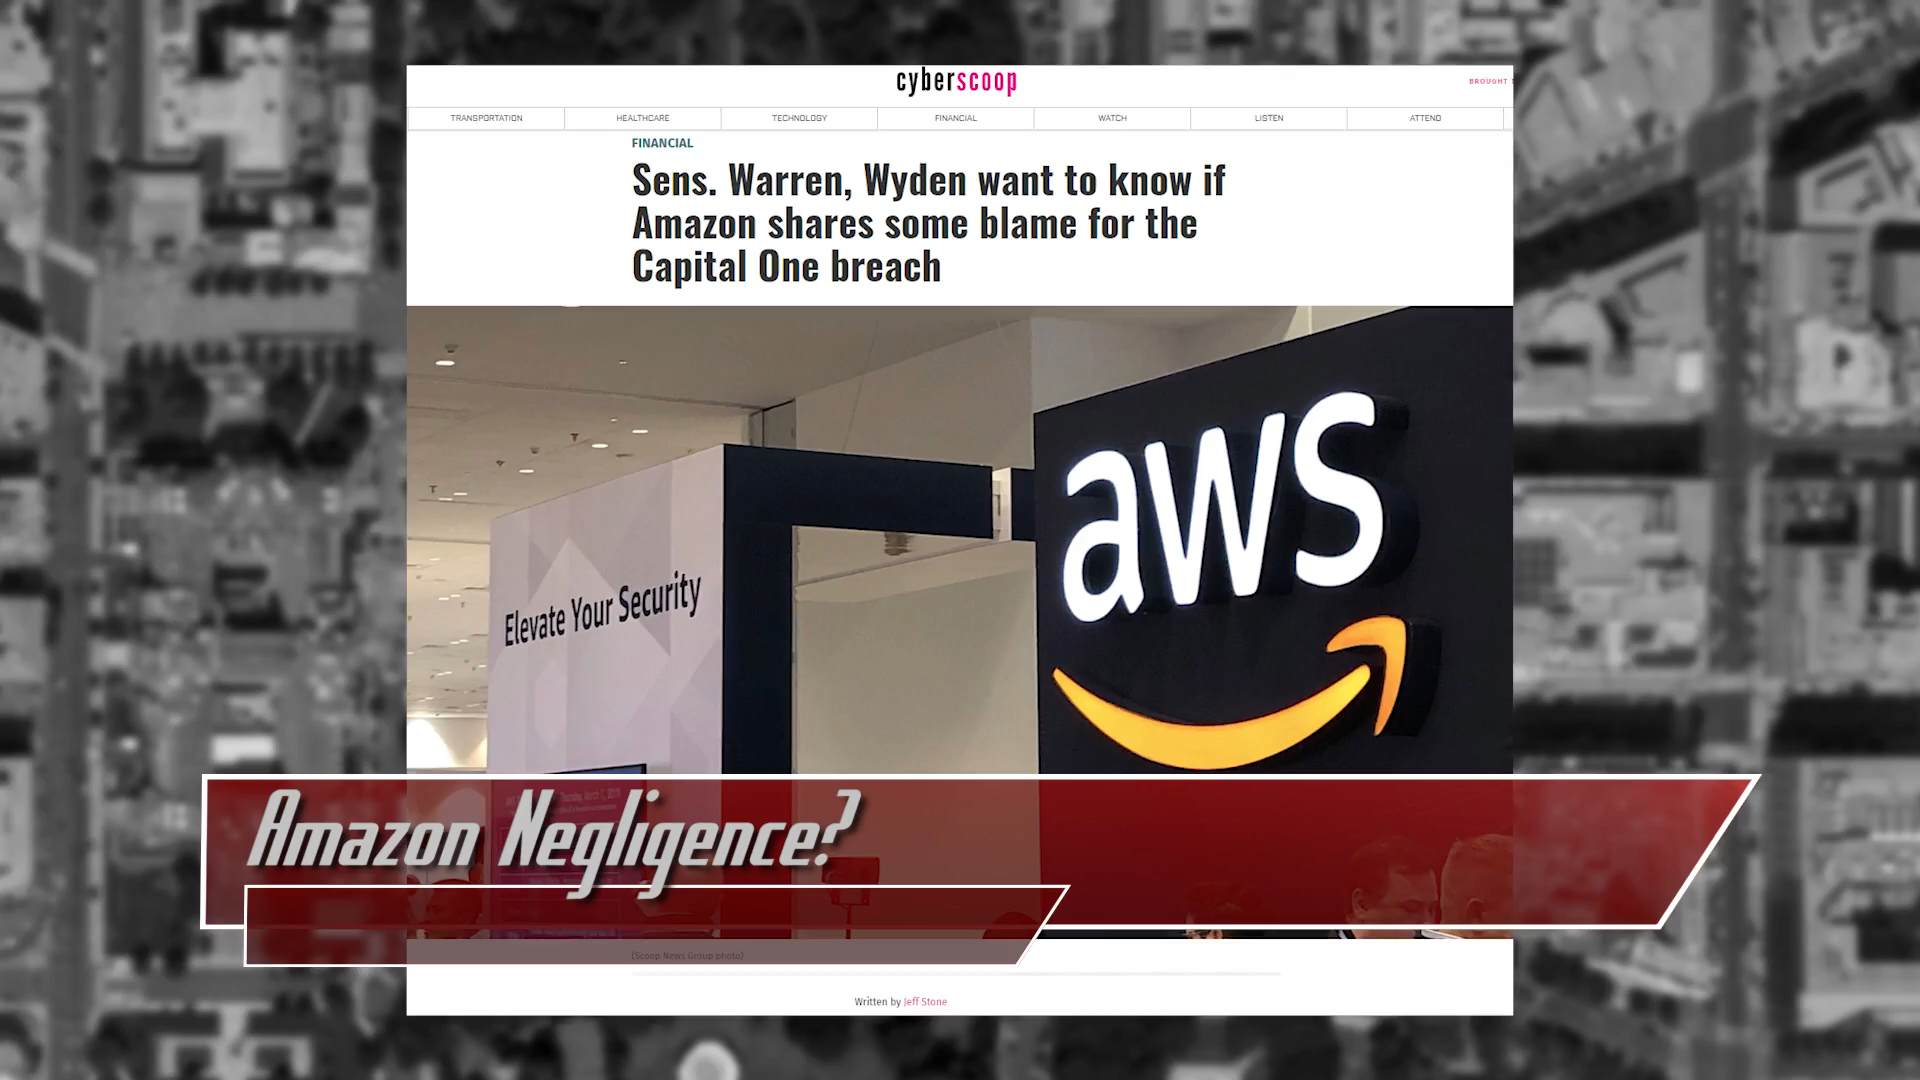 cyberscoop
BROUGHT
TRANSPORTATION HEALTHCARE TECHNOLOGY FINANCIAL WATCH LISTEN ATTEND
FINANCIAL
Sens. Warren, Wyden want to know if
Amazon shares some blame for the
Capital One breach
aws
Elevate Your Security
Amazon Negligence?
(Scoop News Group photo)
Written by Jeff Stone